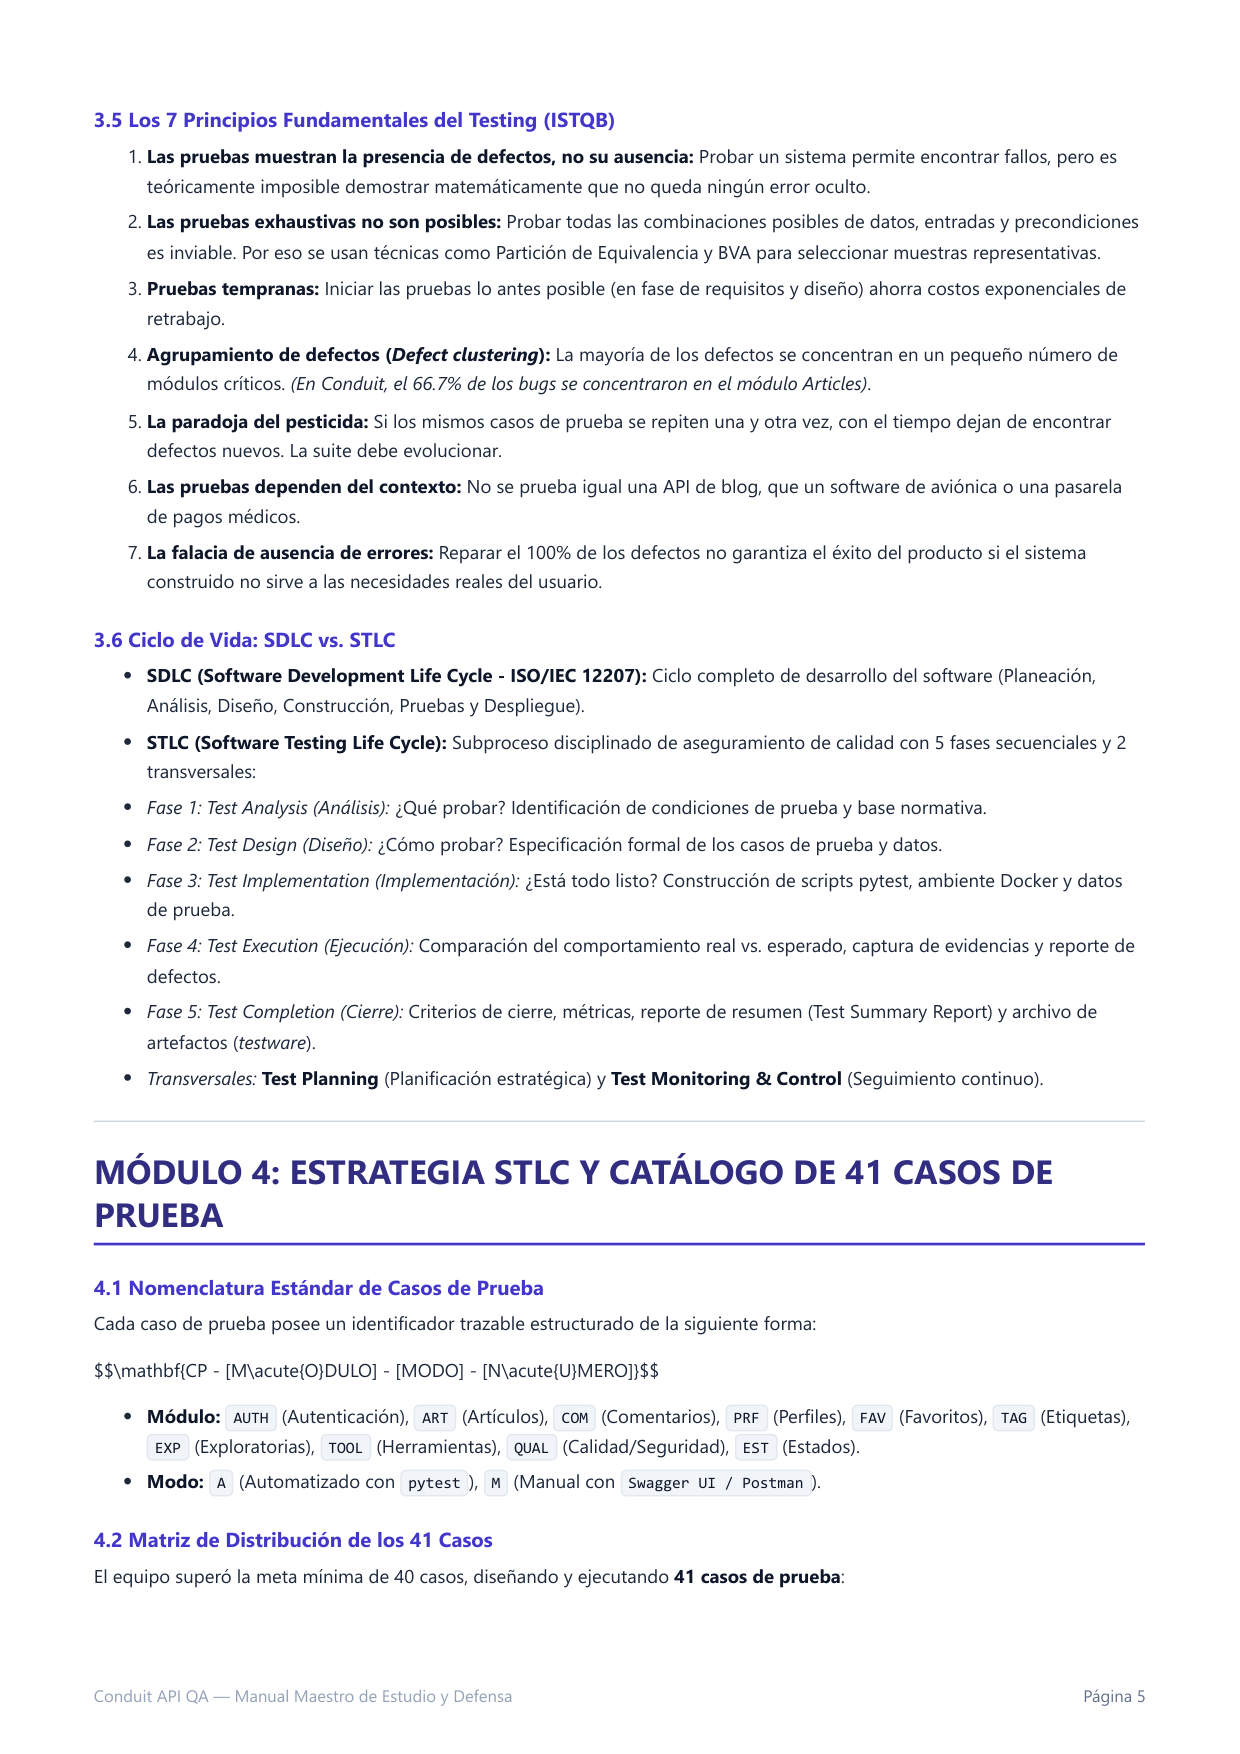 3.5 Los 7 Principios Fundamentales del Testing (ISTQB)
1. Las pruebas muestran la presencia de defectos, no su ausencia: Probar un sistema permite encontrar fallos, pero es
teóricamente imposible demostrar matemáticamente que no queda ningún error oculto.
2. Las pruebas exhaustivas no son posibles: Probar todas las combinaciones posibles de datos, entradas y precondiciones
es inviable. Por eso se usan técnicas como Partición de Equivalencia y BVA para seleccionar muestras representativas.
3. Pruebas tempranas: Iniciar las pruebas lo antes posible (en fase de requisitos y diseño) ahorra costos exponenciales de
retrabajo.
4. Agrupamiento de defectos (Defect clustering): La mayoría de los defectos se concentran en un pequeño número de
módulos críticos. (En Conduit, el 66.7% de los bugs se concentraron en el módulo Articles).
5. La paradoja del pesticida: Si los mismos casos de prueba se repiten una y otra vez, con el tiempo dejan de encontrar
defectos nuevos. La suite debe evolucionar.
6. Las pruebas dependen del contexto: No se prueba igual una API de blog, que un software de aviónica o una pasarela
de pagos médicos.
7. La falacia de ausencia de errores: Reparar el 100% de los defectos no garantiza el éxito del producto si el sistema
construido no sirve a las necesidades reales del usuario.
3.6 Ciclo de Vida: SDLC vs. STLC
• SDLC (Software Development Life Cycle - ISO/IEC 12207): Ciclo completo de desarrollo del software (Planeación,
Análisis, Diseño, Construcción, Pruebas y Despliegue).
• STLC (Software Testing Life Cycle): Subproceso disciplinado de aseguramiento de calidad con 5 fases secuenciales y 2
transversales:
• Fase 1: Test Analysis (Análisis): ¿Qué probar? Identificación de condiciones de prueba y base normativa.
• Fase 2: Test Design (Diseño): ¿Cómo probar? Especificación formal de los casos de prueba y datos.
• Fase 3: Test Implementation (Implementación): ¿Está todo listo? Construcción de scripts pytest, ambiente Docker y datos
de prueba.
• Fase 4: Test Execution (Ejecución): Comparación del comportamiento real vs. esperado, captura de evidencias y reporte de
defectos.
• Fase 5: Test Completion (Cierre): Criterios de cierre, métricas, reporte de resumen (Test Summary Report) y archivo de
artefactos (testware).
• Transversales: Test Planning (Planificación estratégica) y Test Monitoring & Control (Seguimiento continuo).
MÓDULO 4: ESTRATEGIA STLC Y CATÁLOGO DE 41 CASOS DE
PRUEBA
4.1 Nomenclatura Estándar de Casos de Prueba
Cada caso de prueba posee un identificador trazable estructurado de la siguiente forma:
$$\mathbf{CP - [M\acute{O}DULO] - [MODO] - [N\acute{U}MERO]}$$
• Módulo: AUTH (Autenticación), ART (Artículos), COM (Comentarios), PRF (Perfiles), FAV (Favoritos), TAG (Etiquetas),
EXP (Exploratorias), TOOL (Herramientas), QUAL (Calidad/Seguridad), EST (Estados).
• Modo: A (Automatizado con pytest), M (Manual con Swagger UI / Postman).
4.2 Matriz de Distribución de los 41 Casos
El equipo superó la meta mínima de 40 casos, diseñando y ejecutando 41 casos de prueba:
Conduit API QA — Manual Maestro de Estudio y Defensa
Página 5